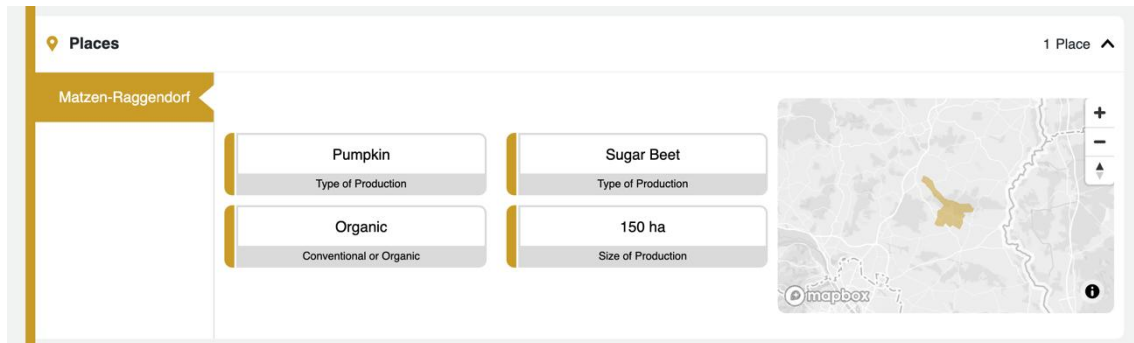 Places
1 Place
Matzen-Raggendorf
Pumpkin
Type of Production
Sugar Beet
Type of Production
Organic
Conventional or Organic
150 ha
Size of Production
mapbox